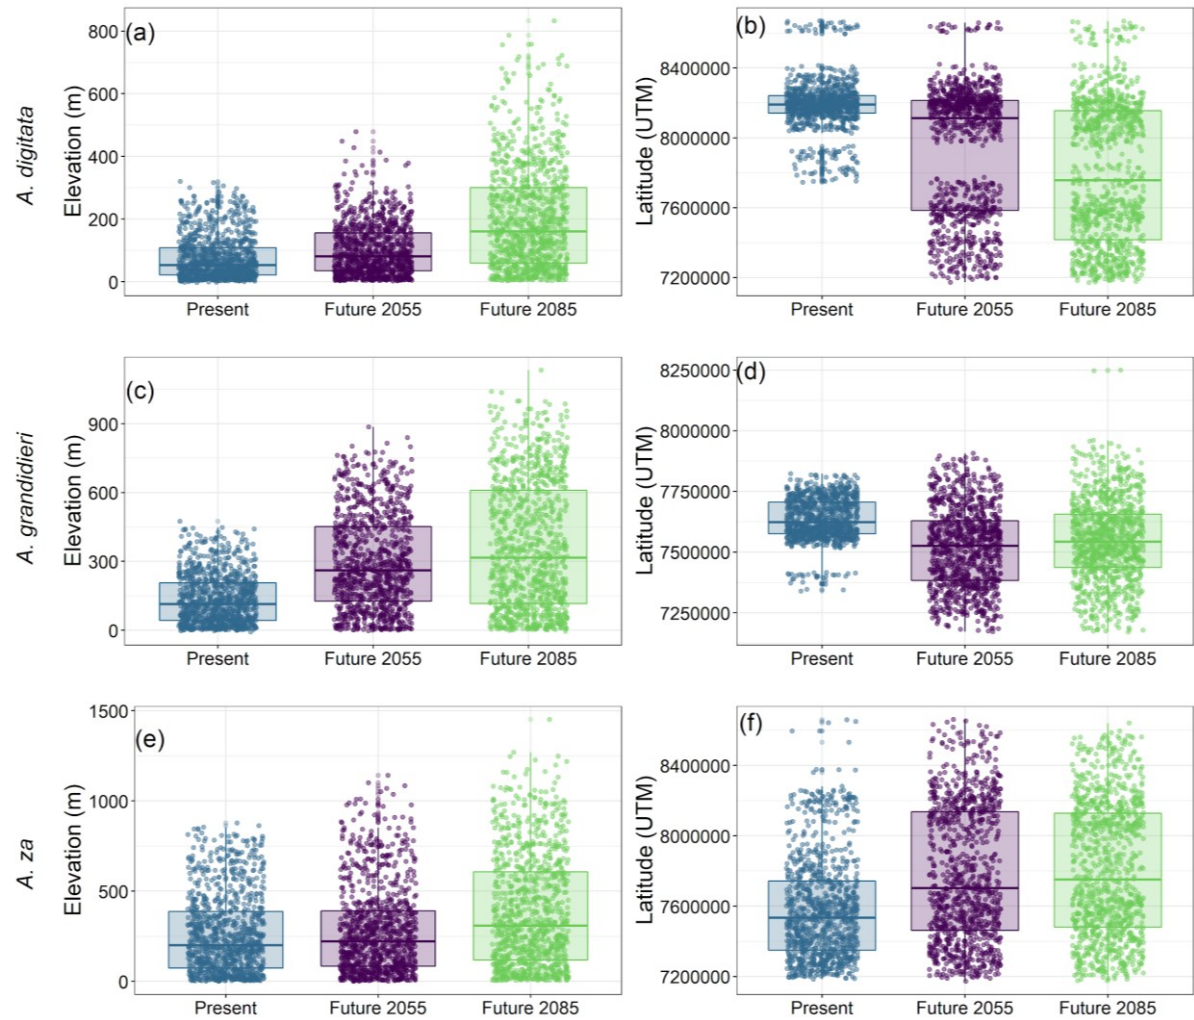 A. digitata
Elevation (m)
(a)
800
600
400
200
0
Present Future 2055 Future 2085
Latitude (UTM)
(b)
8400000
8000000
7600000
7200000
Present Future 2055 Future 2085
A. grandidieri
Elevation (m)
(c)
900
600
300
0
Present Future 2055 Future 2085
Latitude (UTM)
(d)
8250000
8000000
7750000
7500000
7250000
Present Future 2055 Future 2085
A. za
Elevation (m)
(e)
1500
1000
500
0
Present Future 2055 Future 2085
Latitude (UTM)
(f)
8400000
8000000
7600000
7200000
Present Future 2055 Future 2085